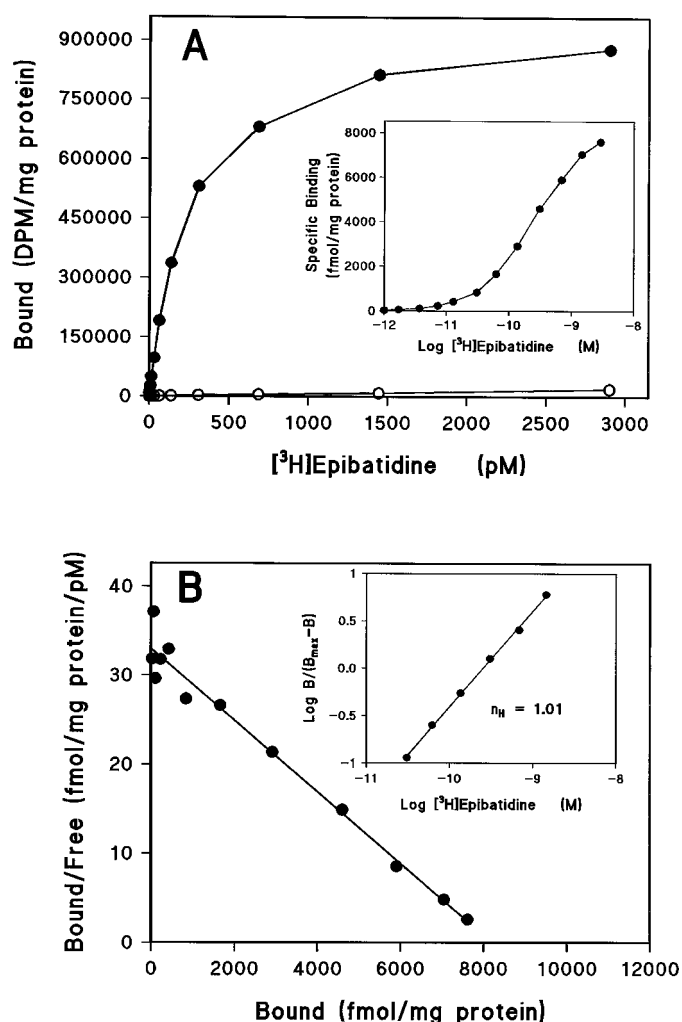 A
Bound (DPM/mg protein)
900000
750000
600000
450000
300000
150000
0
0 500 1000 1500 2000 2500 3000
[³H]Epibatidine (pM)
Specific Binding
(fmol/mg protein)
8000
6000
4000
2000
0
-12 -11 -10 -9 -8
Log [³H]Epibatidine (M)
B
Bound/Free (fmol/mg protein/pM)
40
30
20
10
0
0 2000 4000 6000 8000 10000 12000
Bound (fmol/mg protein)
Log B/(Bmax-B)
1
0.5
0.0
-0.5
-1
nH = 1.01
-11 -10 -9 -8
Log [³H]Epibatidine (M)